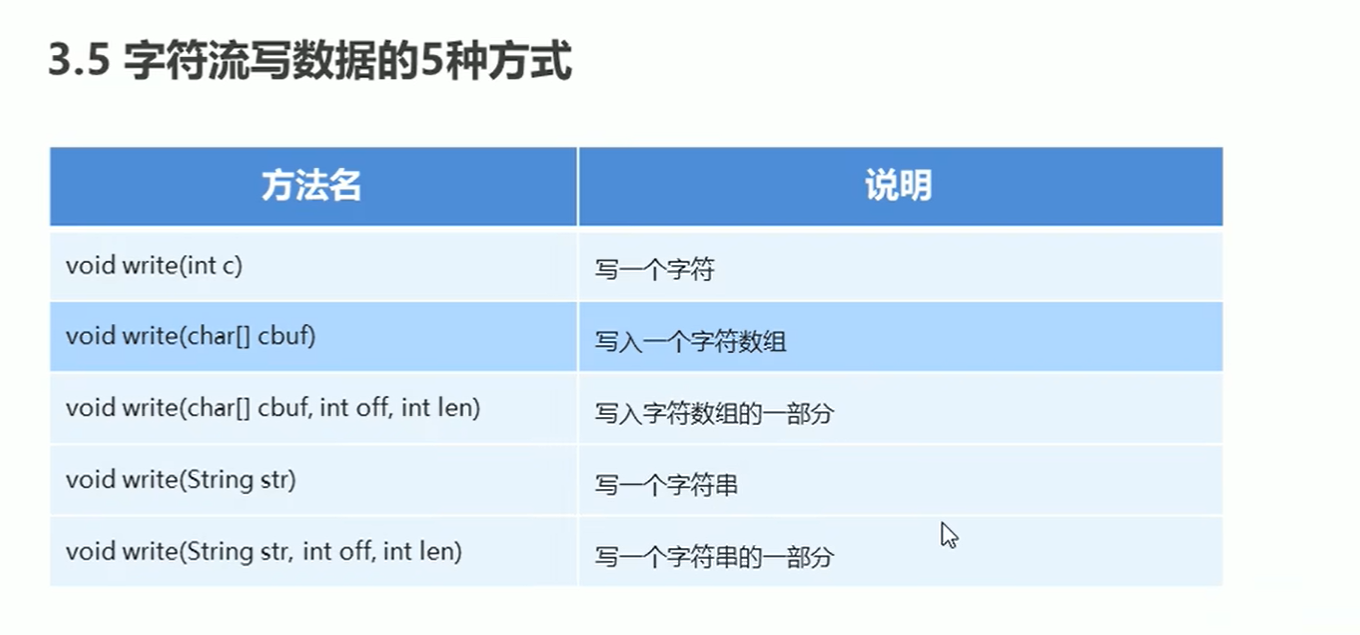 3.5 字符流写数据的5种方式
方法名 说明
void write(int c) 写一个字符
void write(char[] cbuf) 写入一个字符数组
void write(char[] cbuf, int off, int len) 写入字符数组的一部分
void write(String str) 写一个字符串
void write(String str, int off, int len) 写一个字符串的一部分